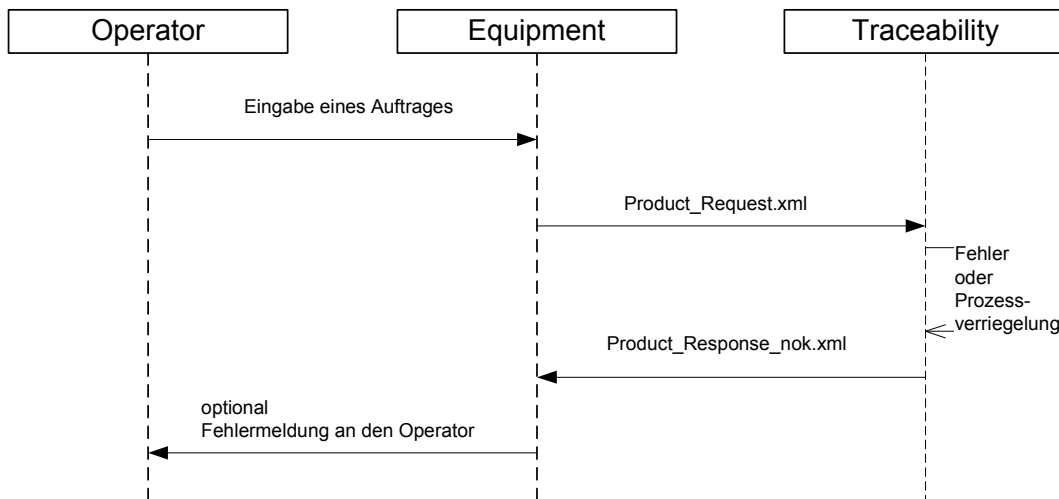 Operator
Equipment
Traceability
Eingabe eines Auftrages
Product_Request.xml
Fehler
oder
Prozess-
verriegelung
Product_Response_nok.xml
optional
Fehlermeldung an den Operator